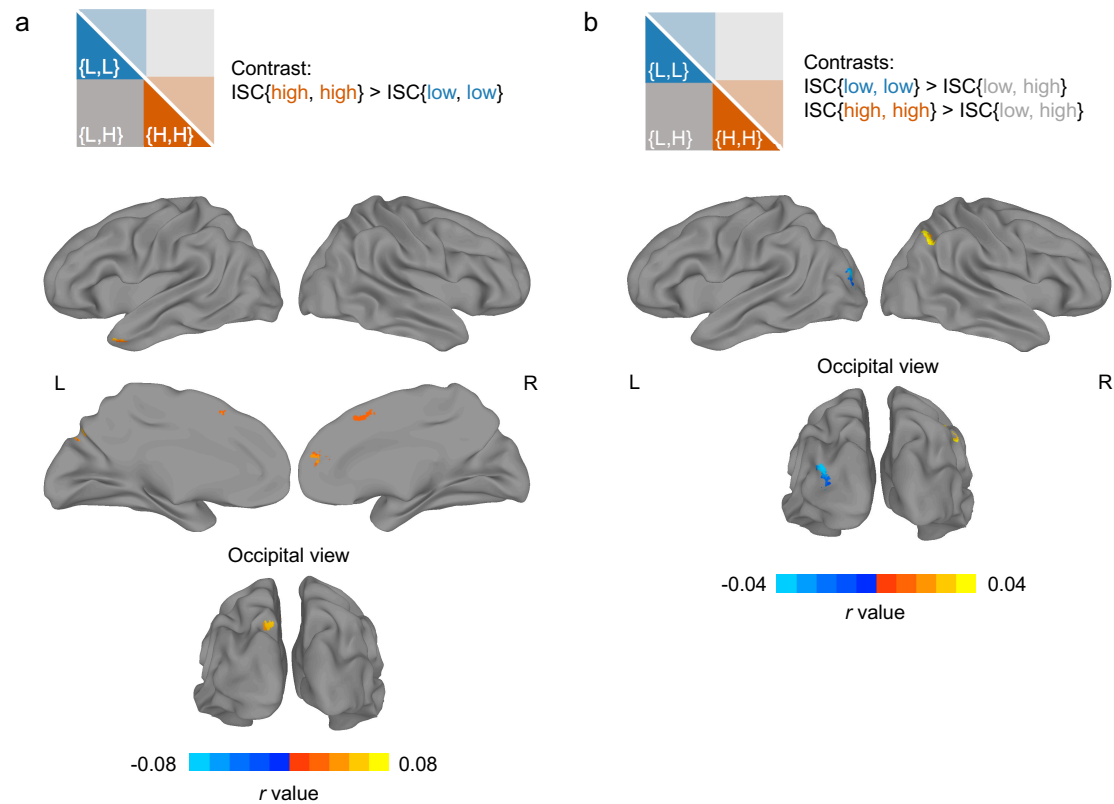 a
{L,L}
{L,H}
{H,H}
Contrast:
ISC{high, high} > ISC{low, low}
L
R
Occipital view
-0.08
0.08
r value
b
{L,L}
{L,H}
{H,H}
Contrasts:
ISC{low, low} > ISC{low, high}
ISC{high, high} > ISC{low, high}
L
Occipital view
R
-0.04
0.04
r value